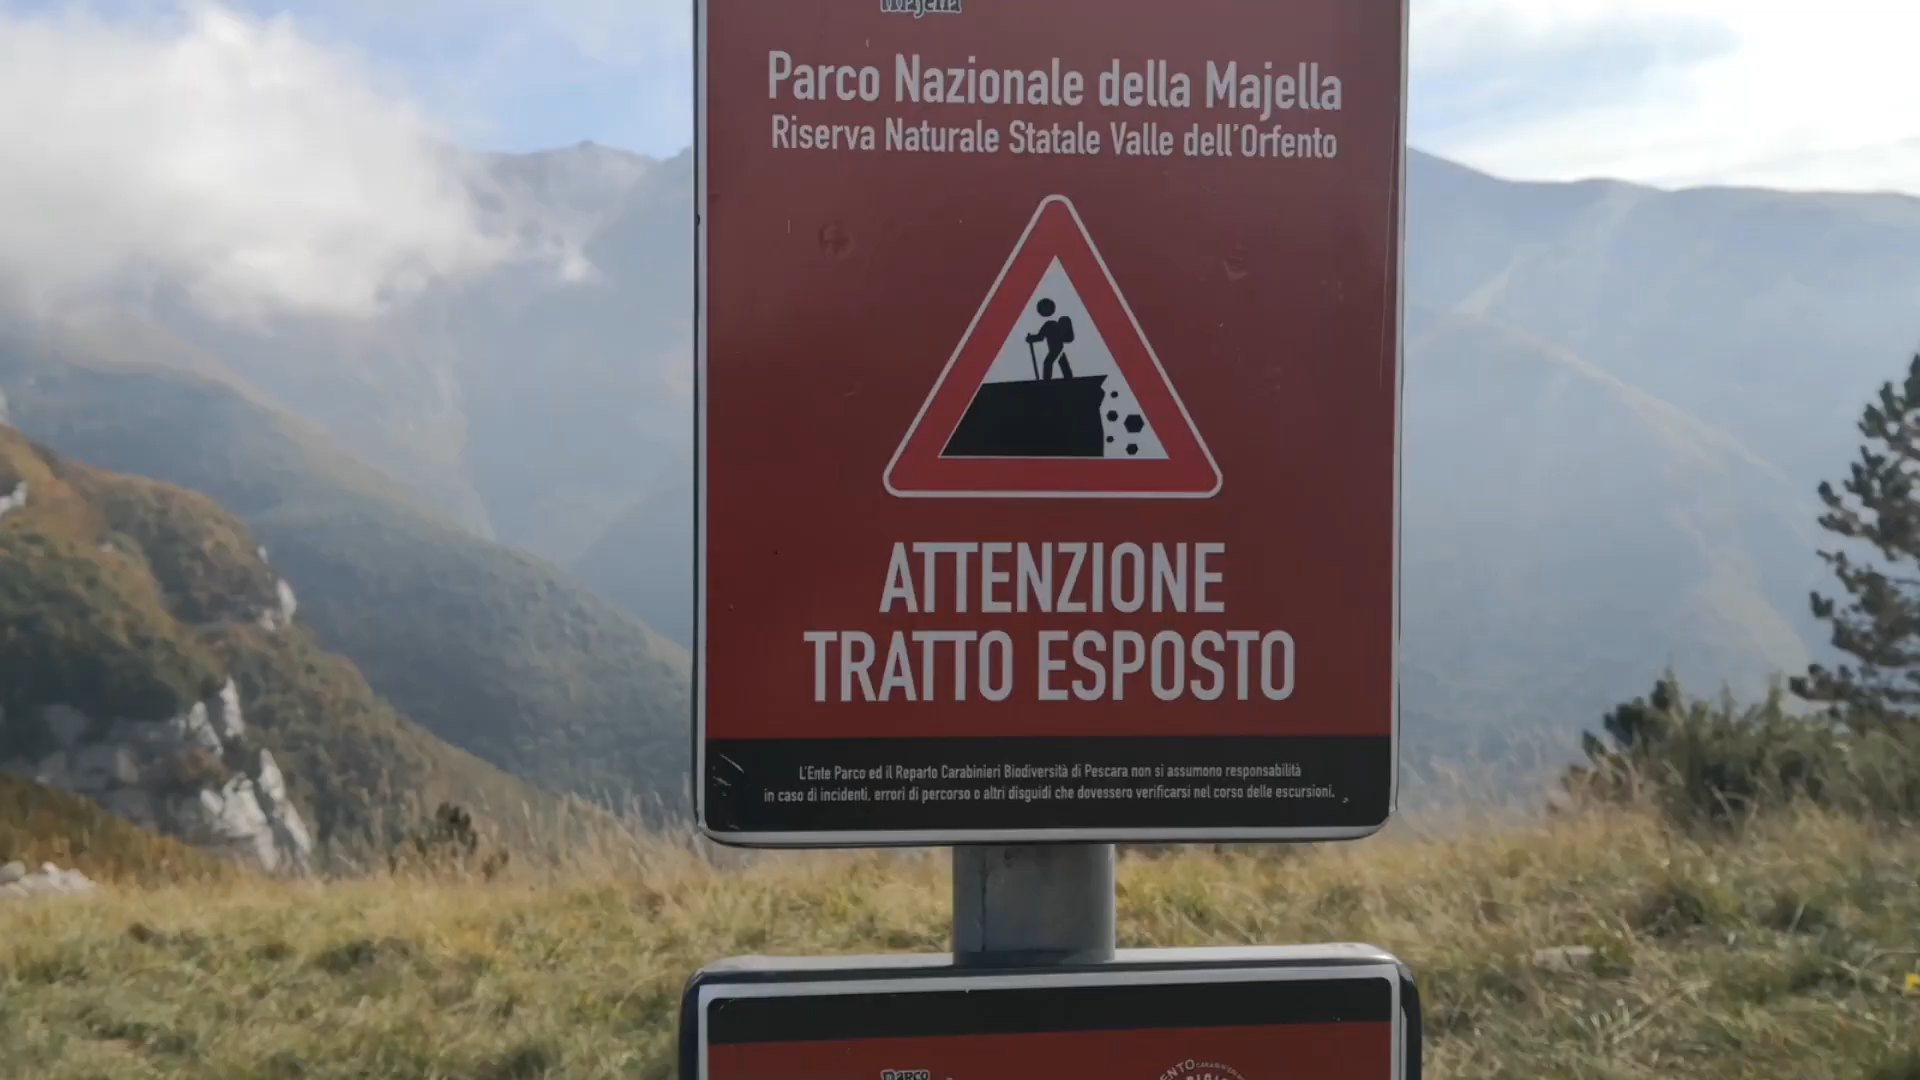 Majella
Parco Nazionale della Majella
Riserva Naturale Statale Valle dell'Orfento
ATTENZIONE
TRATTO ESPOSTO
L'Ente Parco ed il Reparto Carabinieri Biodiversità di Pescara non si assumono responsabilità
in caso di incidenti, errori di percorso o altri disguidi che dovessero verificarsi nel corso delle escursioni.
Parco